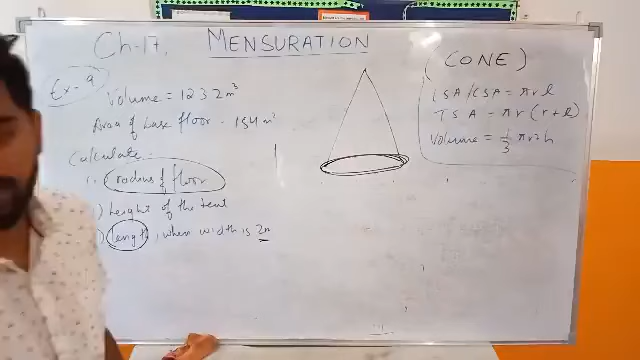 Ch-17. MENSURATION
Ex-9
Volume = 1232 m³
Area of base floor - 154 m²
Calculate
radius of floor
) height of the tent
) length, when width is 2m
(CONE)
LSA/CSA = πrl
TSA = πr (r+l)
Volume = 1/3 πr2h